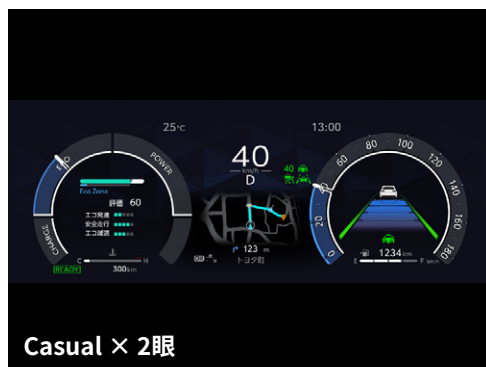 25℃
13:00
40
km/h
D
40
ECO
POWER
CHARGE
Eco Zone
評価 60
エコ発進
安全走行
エコ減速
C
H
READY
300km
123 m
OK:
トヨタ町
0
20
40
60
80
100
120
140
160
180
km/h
1234 km
E
F
Casual × 2眼